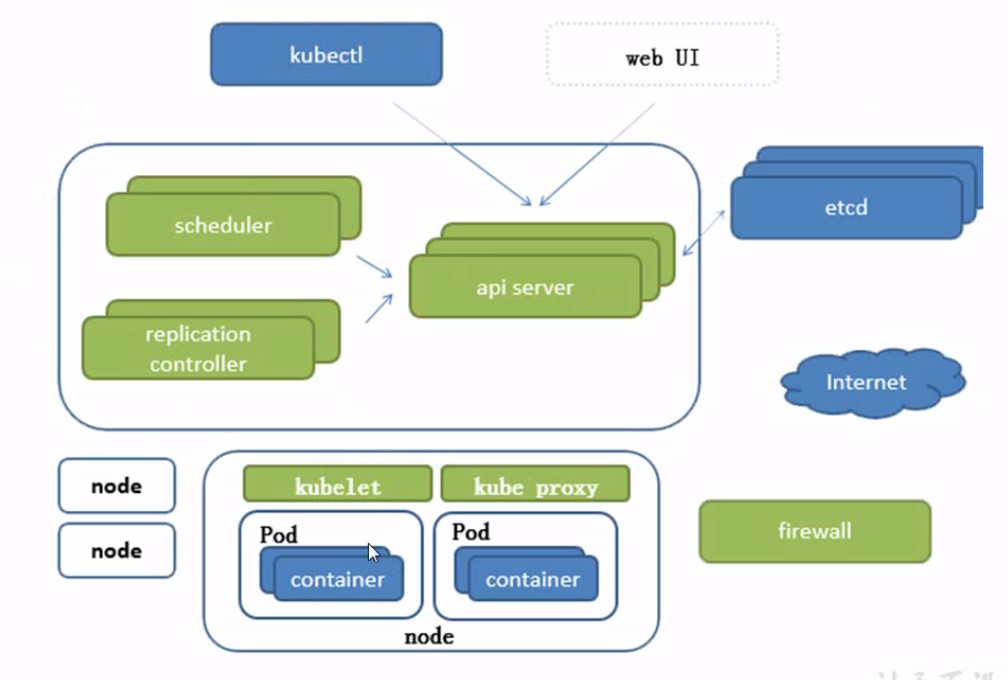 kubectl
web UI
scheduler
etcd
api server
replication
controller
Internet
node
node
kubelet
kube proxy
Pod
container
Pod
container
node
firewall